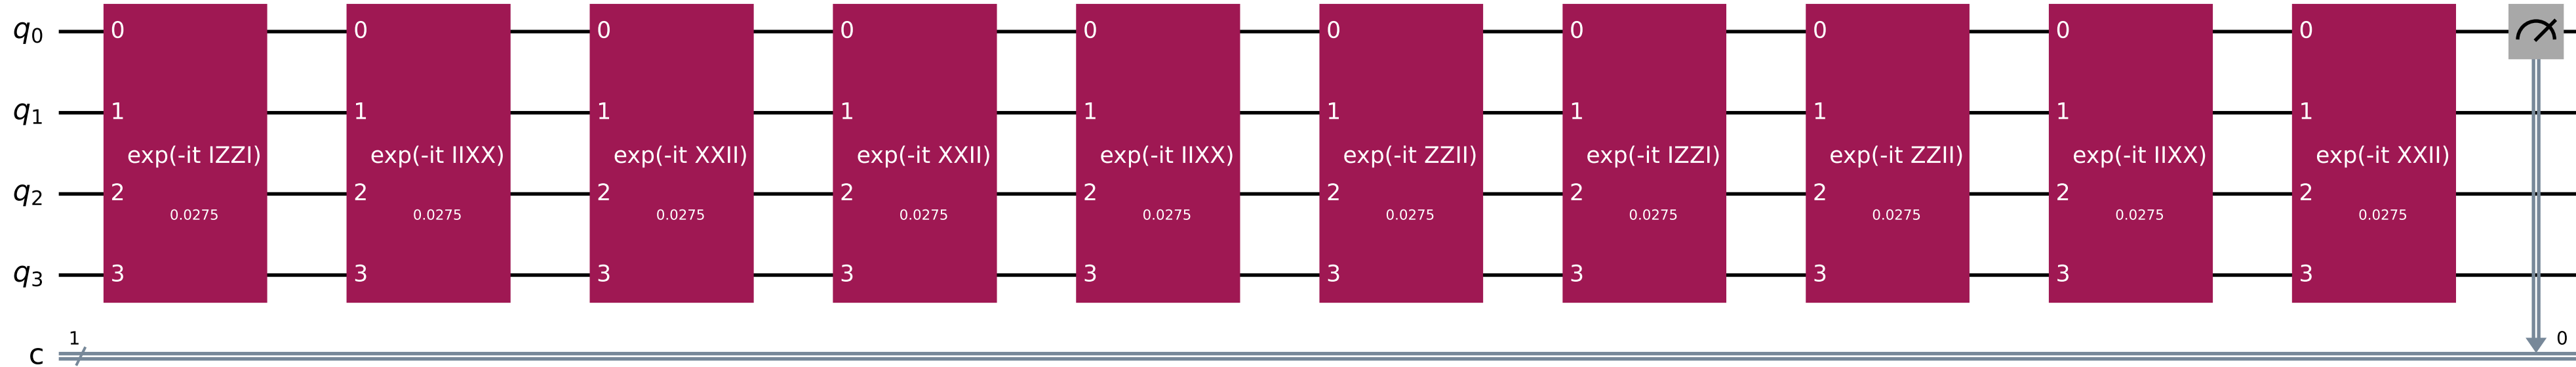 q0 0 0 0 0 0 0 0 0 0 0
q1 1 1 1 1 1 1 1 1 1 1
exp(-it IZZI) exp(-it IIXX) exp(-it XXII) exp(-it XXII) exp(-it IIXX) exp(-it ZZII) exp(-it IZZI) exp(-it ZZII) exp(-it IIXX) exp(-it XXII)
q2 2 2 2 2 2 2 2 2 2 2
0.0275 0.0275 0.0275 0.0275 0.0275 0.0275 0.0275 0.0275 0.0275 0.0275
q3 3 3 3 3 3 3 3 3 3 3
1 0
c